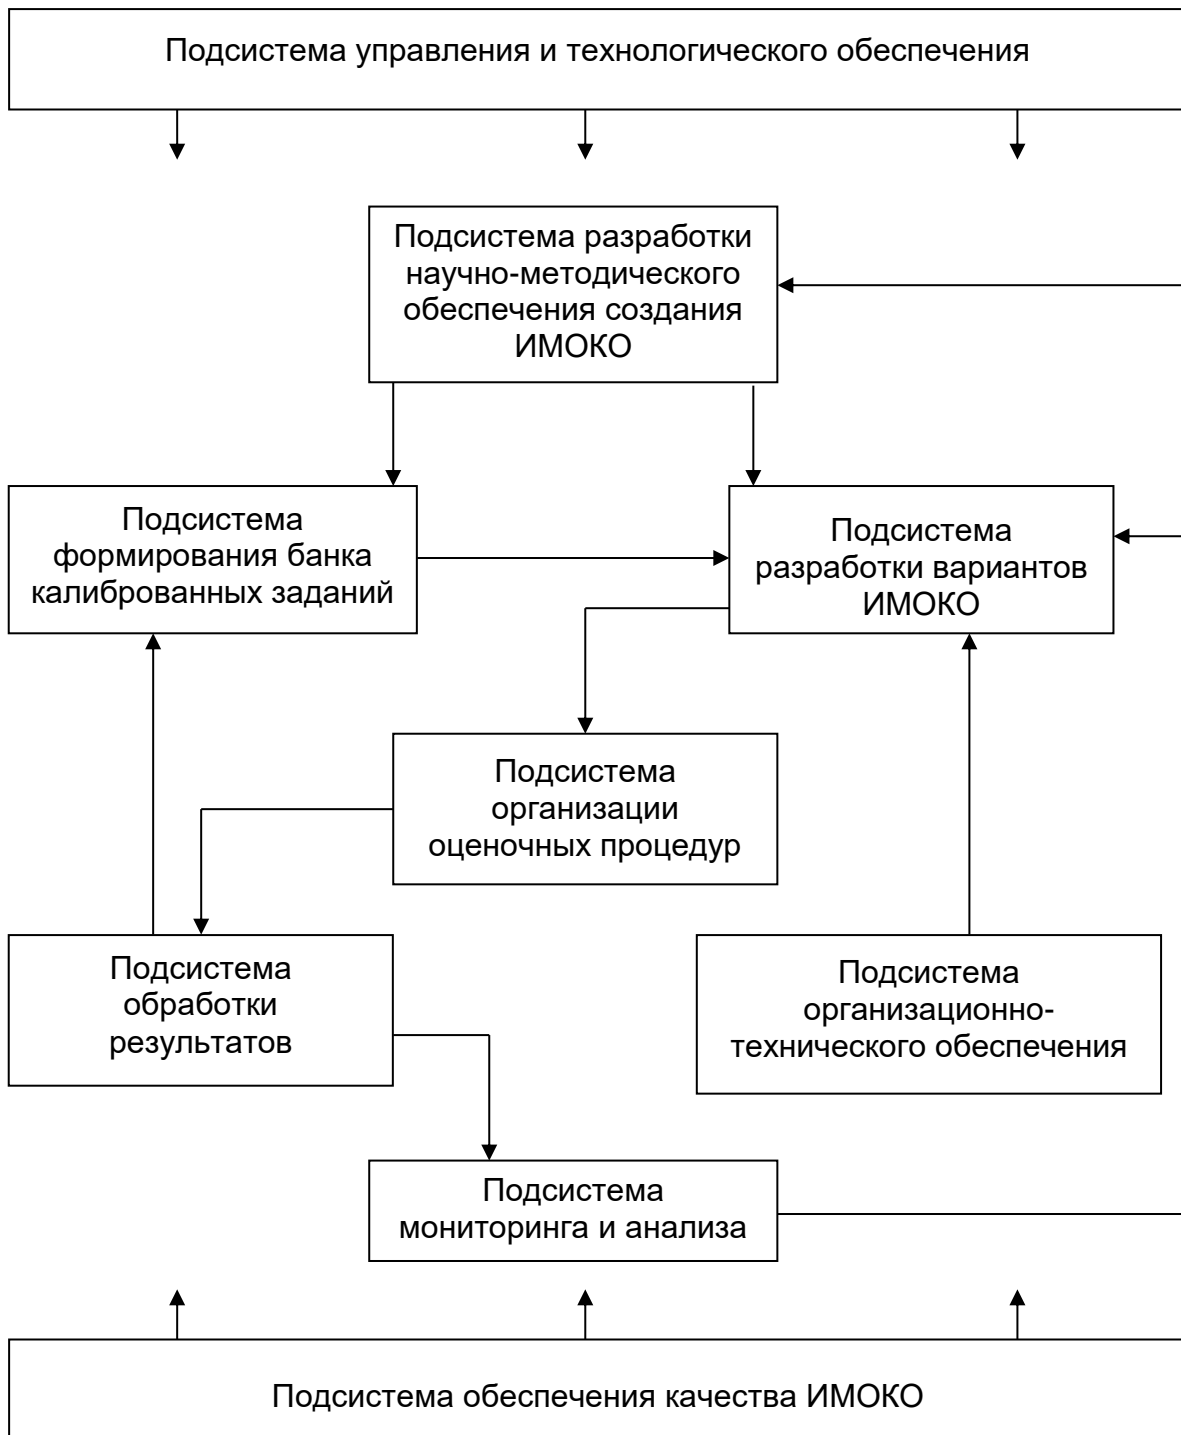 Подсистема управления и технологического обеспечения
Подсистема разработки
научно-методического
обеспечения создания
ИМОКО
Подсистема
формирования банка
калиброванных заданий
Подсистема
разработки вариантов
ИМОКО
Подсистема
организации
оценочных процедур
Подсистема
обработки
результатов
Подсистема
организационно-
технического обеспечения
Подсистема
мониторинга и анализа
Подсистема обеспечения качества ИМОКО